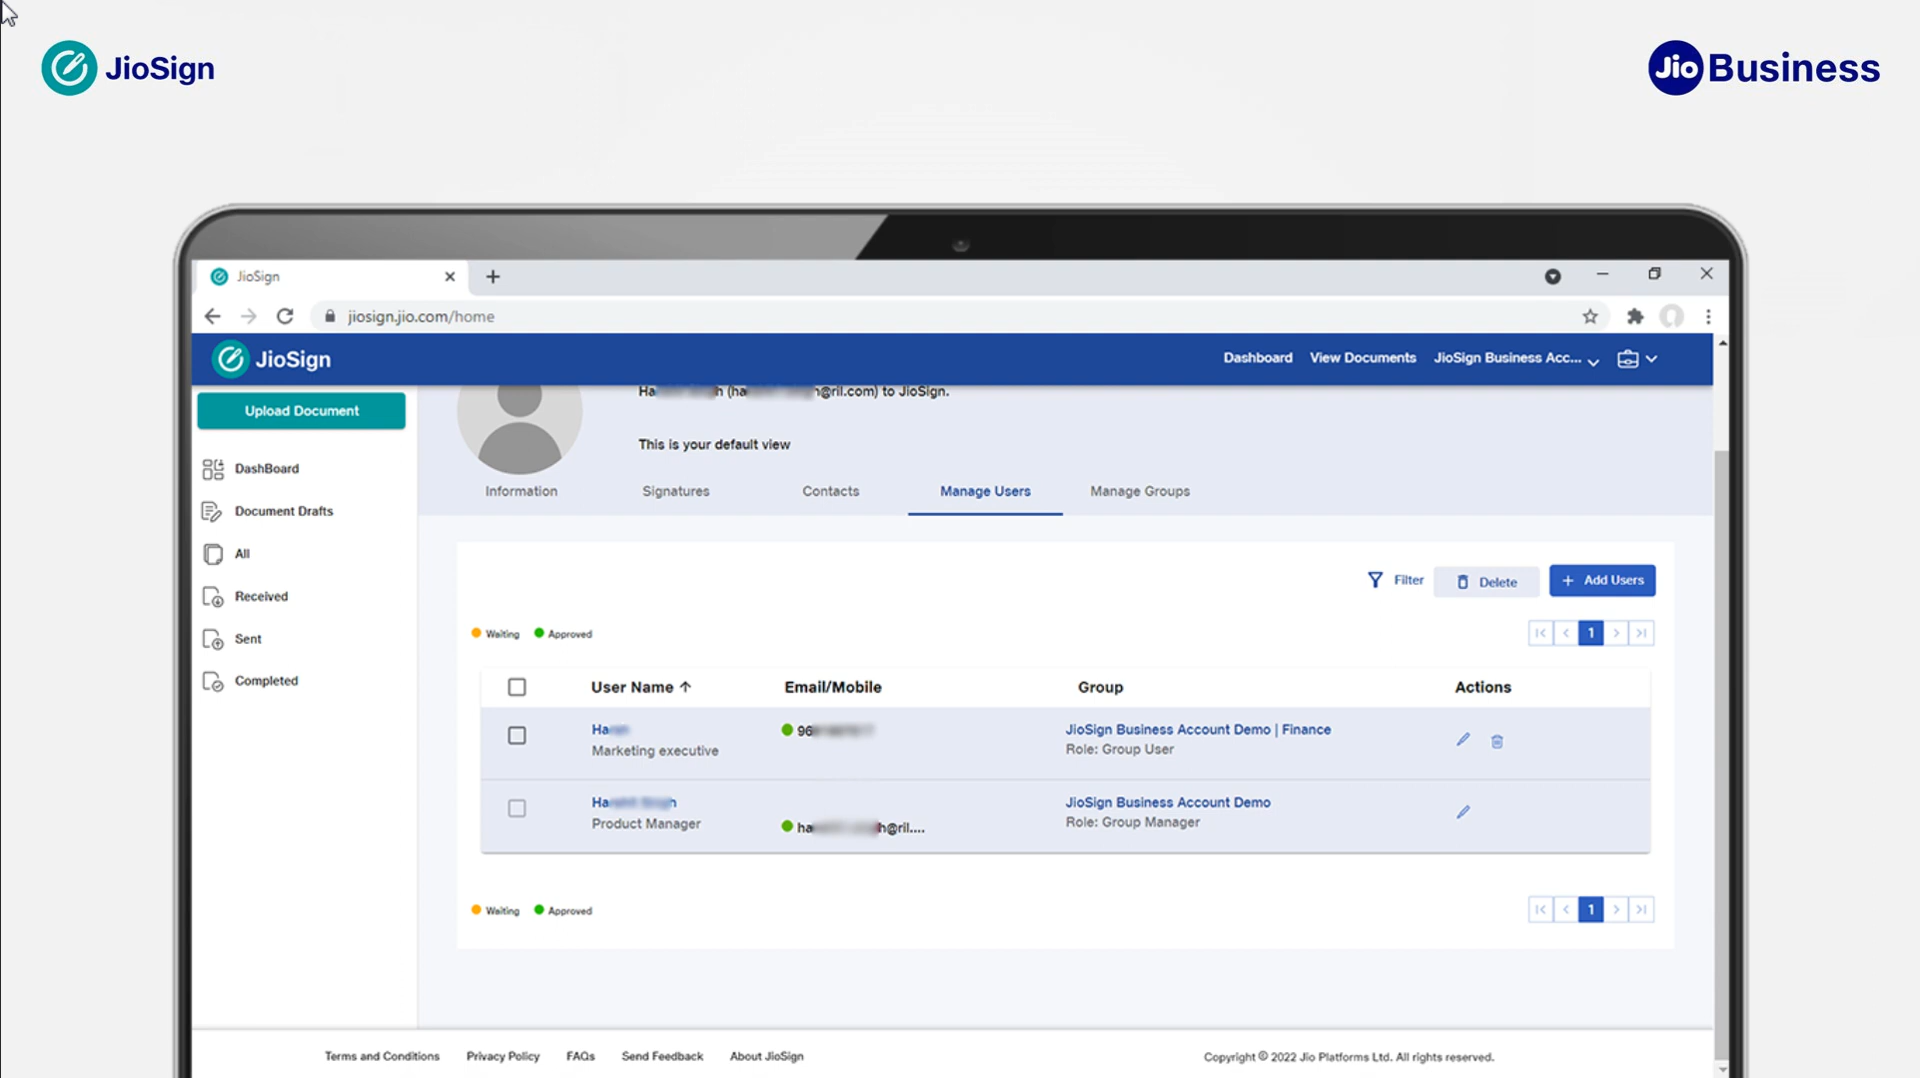 JioSign
Jio Business
JioSign
jiosign.jio.com/home
JioSign
Dashboard
View Documents
JioSign Business Acc...
Upload Document
to JioSign.
This is your default view
Information
Signatures
Contacts
Manage Users
Manage Groups
DashBoard
Document Drafts
All
Received
Sent
Completed
Filter
Delete
+ Add Users
Waiting
Approved
1
User Name ↑
Email/Mobile
Group
Actions
Marketing executive
JioSign Business Account Demo | Finance
Role: Group User
Product Manager
JioSign Business Account Demo
Role: Group Manager
Waiting
Approved
1
Terms and Conditions
Privacy Policy
FAQs
Send Feedback
About JioSign
Copyright © 2022 Jio Platforms Ltd. All rights reserved.